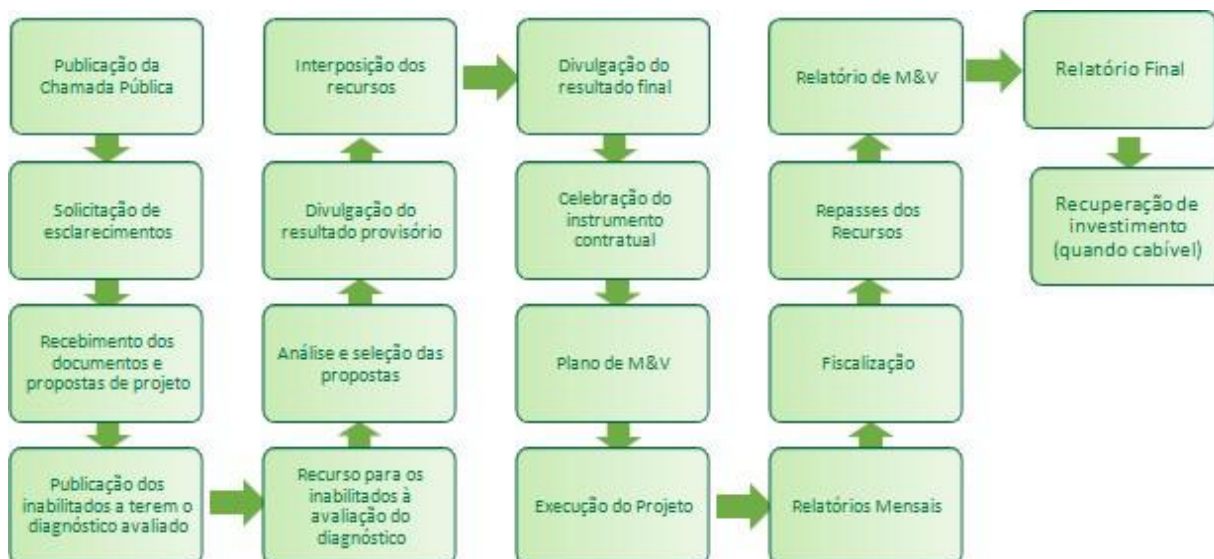 Publicação da
Chamada Pública
Solicitação de
esclarecimentos
Recebimento dos
documentos e
propostas de projeto
Publicação dos
inabilitados a terem o
diagnóstico avaliado
Recurso para os
inabilitados à
avaliação do
diagnóstico
Análise e seleção das
propostas
Divulgação do
resultado provisório
Interposição dos
recursos
Divulgação do
resultado final
Celebração do
instrumento
contratual
Plano de M&V
Execução do Projeto
Relatórios Mensais
Fiscalização
Repasses dos
Recursos
Relatório de M&V
Relatório Final
Recuperação de
investimento
(quando cabível)